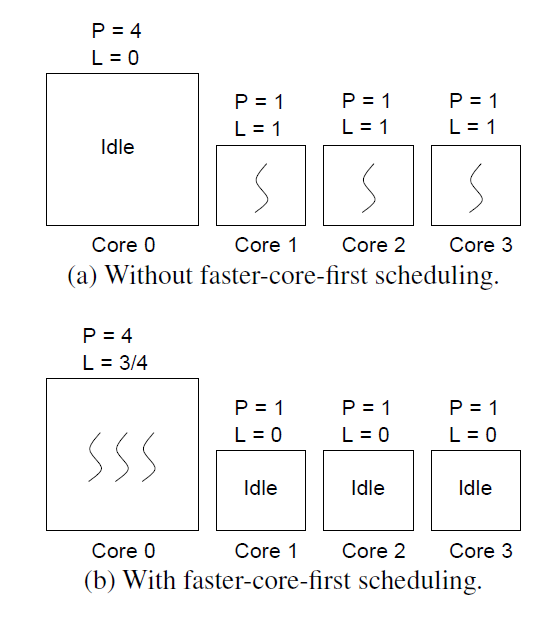 P = 4
L = 0
P = 1 P = 1 P = 1
L = 1 L = 1 L = 1
Idle
Core 0 Core 1 Core 2 Core 3
(a) Without faster-core-first scheduling.
P = 4
L = 3/4
P = 1 P = 1 P = 1
L = 0 L = 0 L = 0
Idle Idle Idle
Core 0 Core 1 Core 2 Core 3
(b) With faster-core-first scheduling.